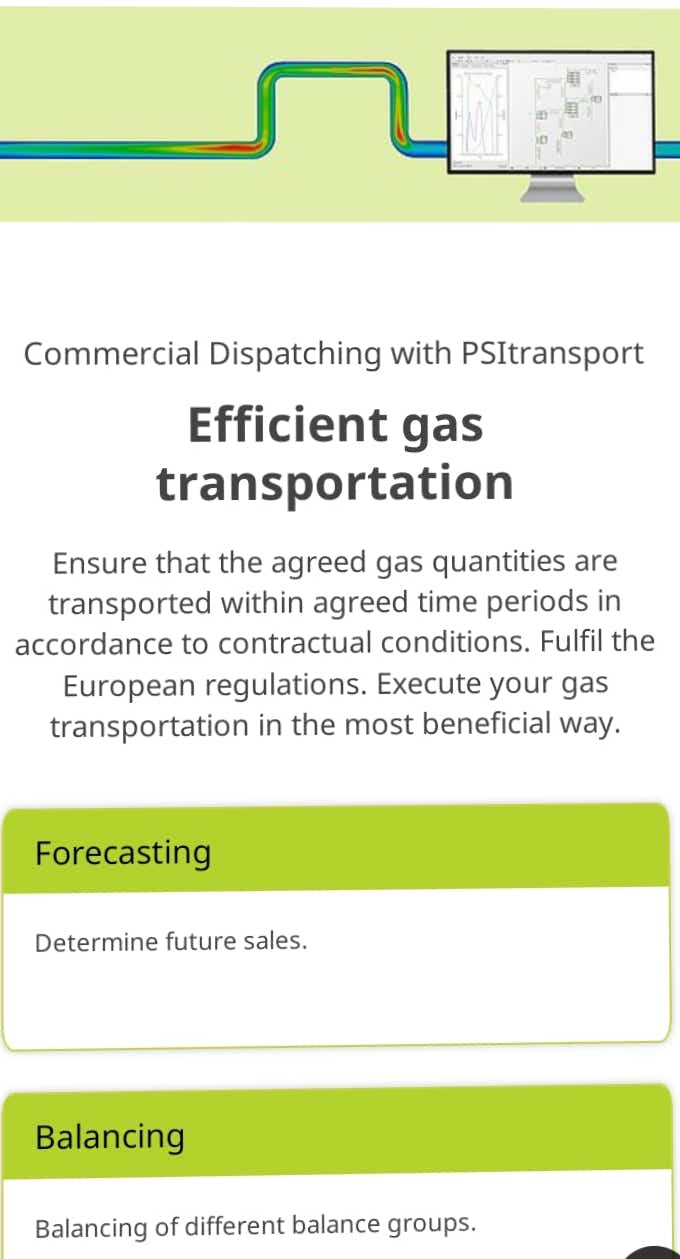 Commercial Dispatching with PSItransport
Efficient gas
transportation
Ensure that the agreed gas quantities are
transported within agreed time periods in
accordance to contractual conditions. Fulfil the
European regulations. Execute your gas
transportation in the most beneficial way.
Forecasting
Determine future sales.
Balancing
Balancing of different balance groups.